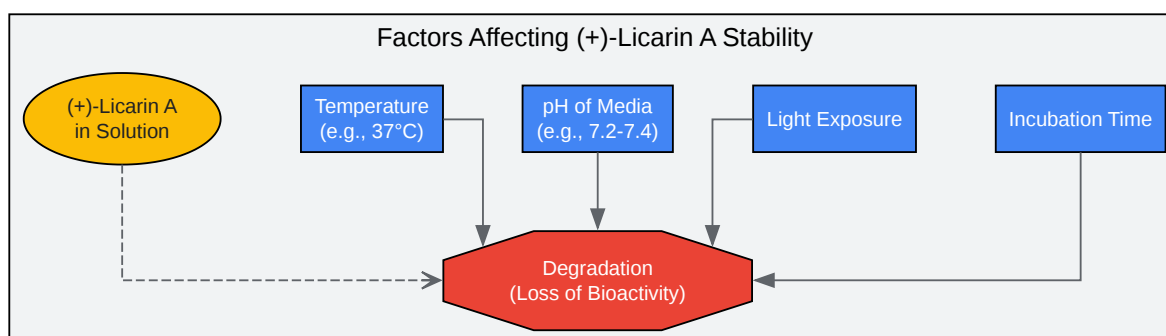 Factors Affecting (+)-Licarin A Stability
(+)-Licarin A
in Solution
Temperature
(e.g., 37°C)
pH of Media
(e.g., 7.2-7.4)
Light Exposure
Incubation Time
Degradation
(Loss of Bioactivity)